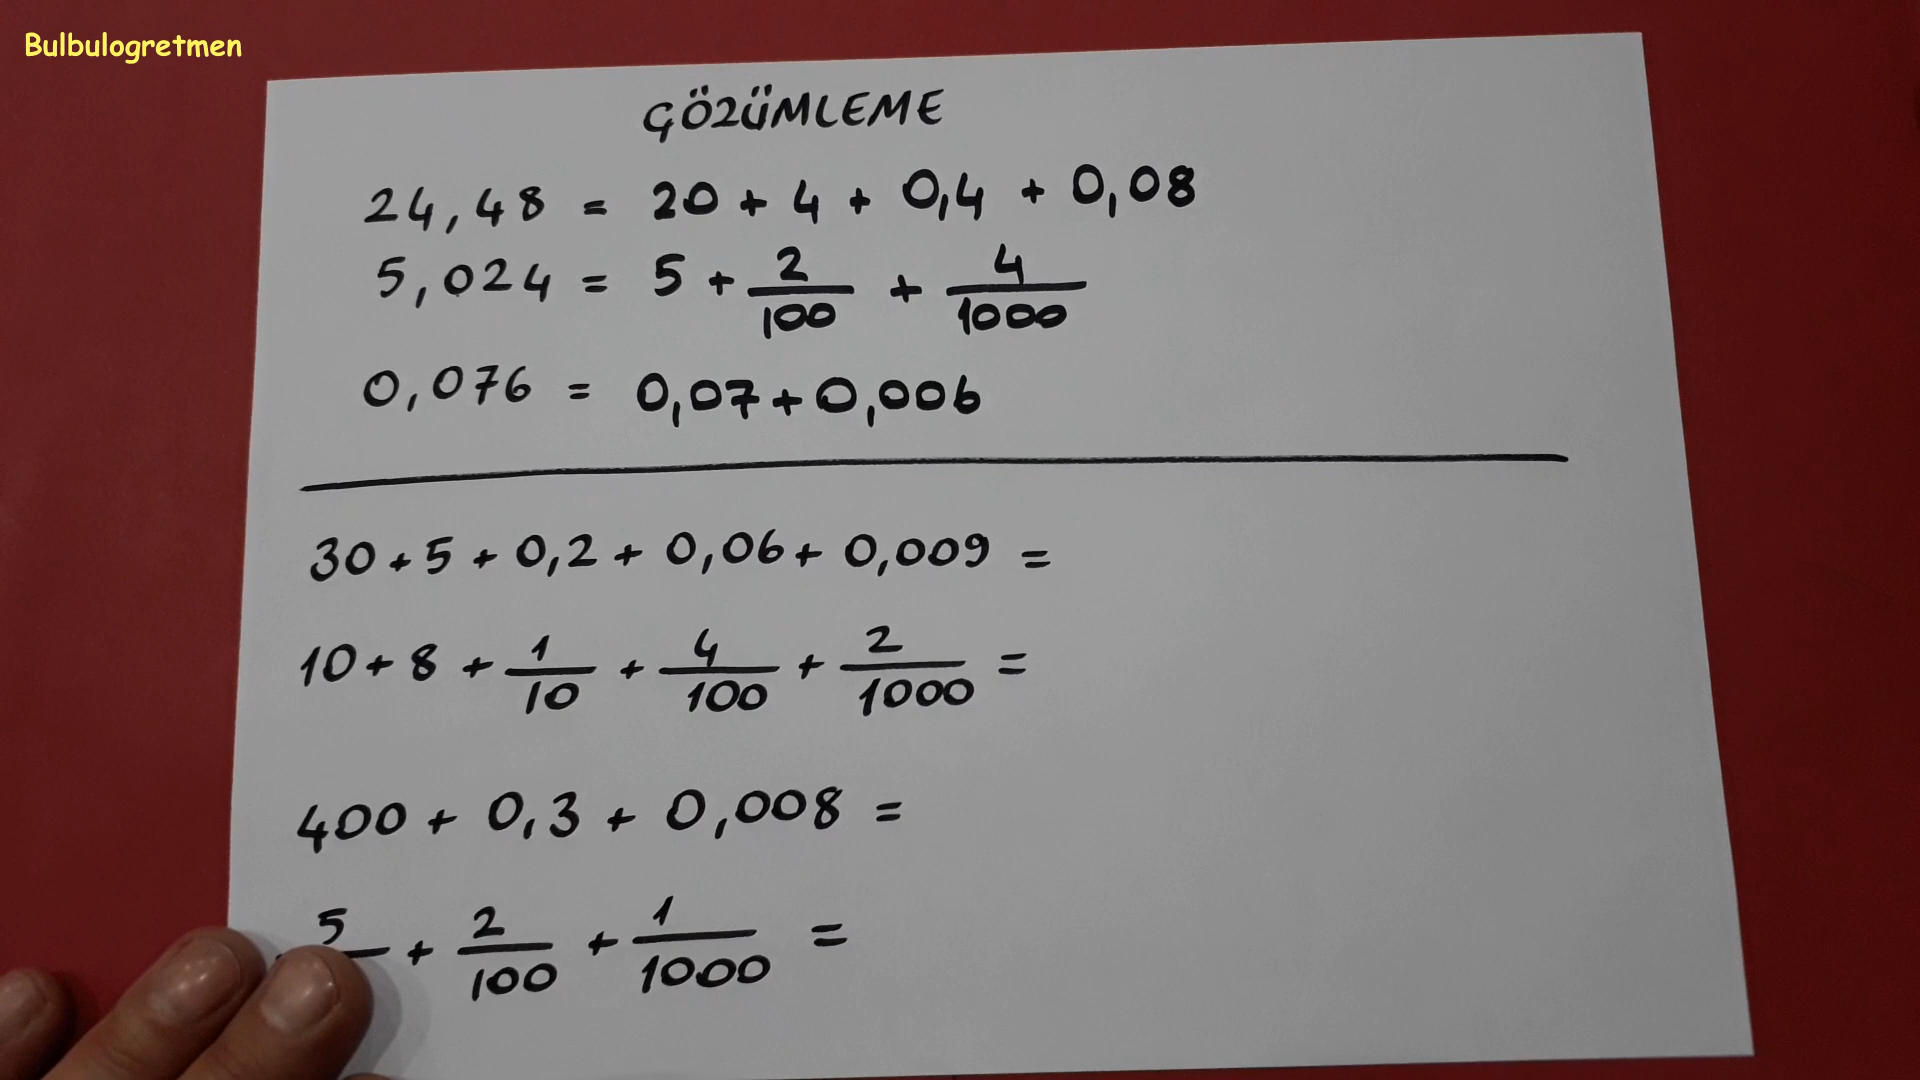 Bulbulogretmen
ÇÖZÜMLEME
24,48 = 20 + 4 + 0,4 + 0,08
5,024 = 5 + 2/100 + 4/1000
0,076 = 0,07 + 0,006
30 + 5 + 0,2 + 0,06 + 0,009 =
10 + 8 + 1/10 + 4/100 + 2/1000 =
400 + 0,3 + 0,008 =
5/ + 2/100 + 1/1000 =